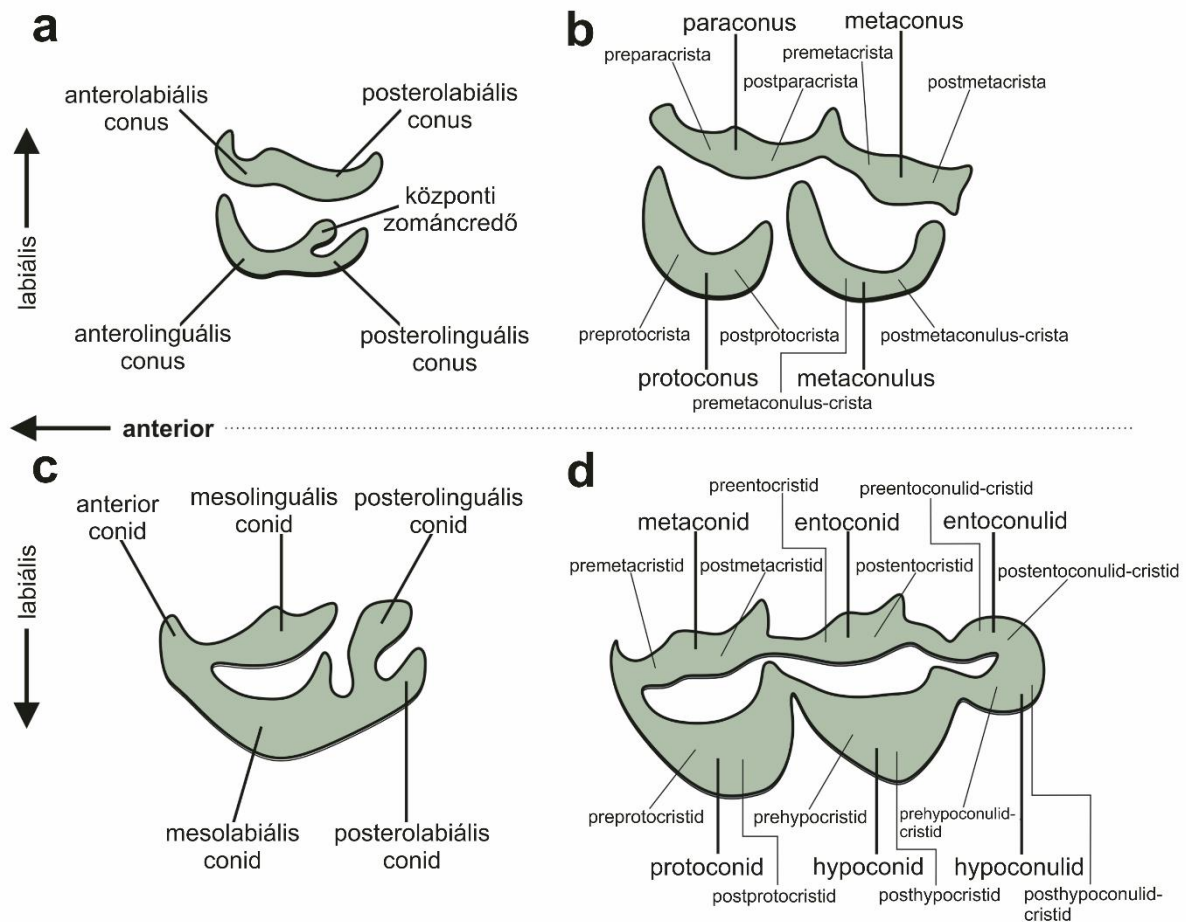 a
anterolabiális
conus
posterolabiális
conus
központi
zománcredő
anterolinguális
conus
posterolinguális
conus
labiális
b
paraconus
metaconus
preparacrista
premetacrista
postparacrista
postmetacrista
preprotocrista
postprotocrista
postmetaconulus-crista
protoconus
metaconulus
premetaconulus-crista
anterior
c
anterior
conid
mesolinguális
conid
posterolinguális
conid
labiális
mesolabiális
conid
posterolabiális
conid
d
preentocristid
preentoconulid-cristid
metaconid
entoconid
entoconulid
premetacristid
postmetacristid
postentocristid
postentoconulid-cristid
preprotocristid
prehypocristid
prehypoconulid-
cristid
protoconid
hypoconid
hypoconulid
postprotocristid
posthypocristid
posthypoconulid-
cristid